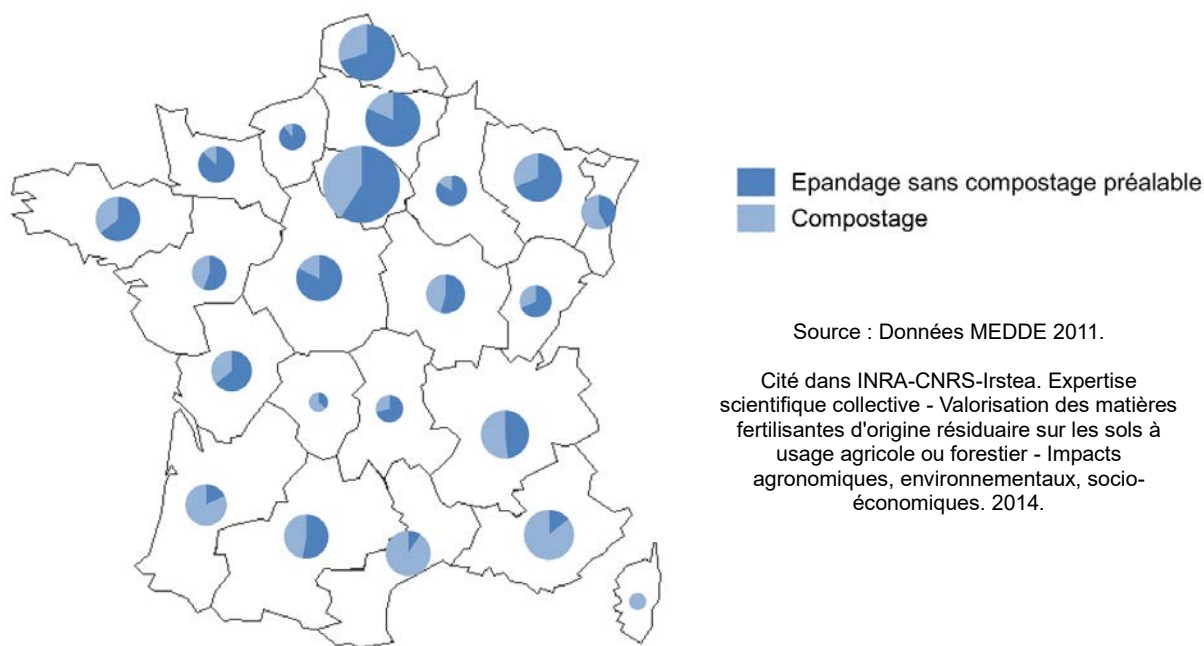 Epandage sans compostage préalable
Compostage
Source : Données MEDDE 2011.
Cité dans INRA-CNRS-Irstea. Expertise
scientifique collective - Valorisation des matières
fertilisantes d'origine résiduaire sur les sols à
usage agricole ou forestier - Impacts
agronomiques, environnementaux, socio-
économiques. 2014.